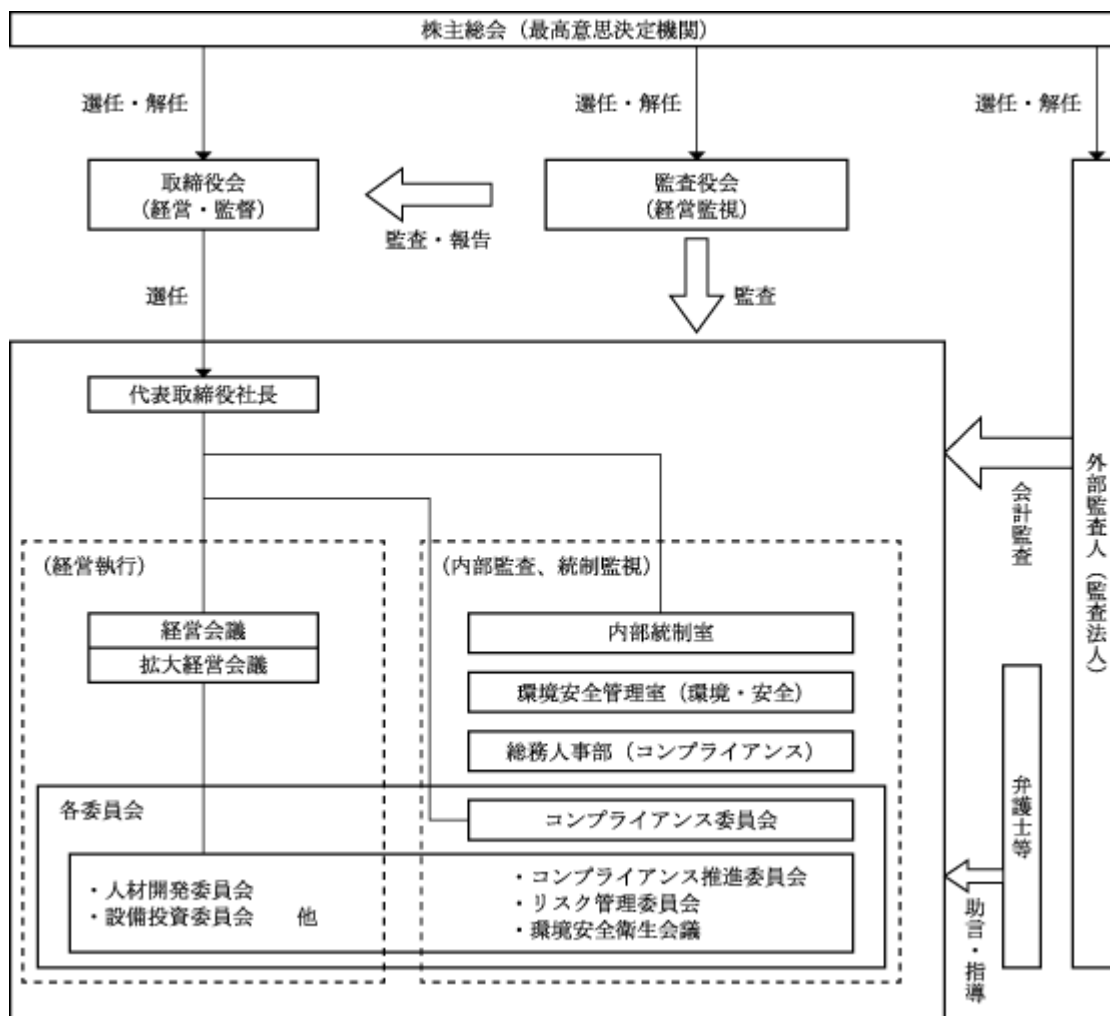 株主総会（最高意思決定機関）
選任・解任
選任・解任
選任・解任
取締役会
（経営・監督）
監査役会
（経営監視）
監査・報告
選任
監査
代表取締役社長
外部監査人（監査法人）
会計監査
（経営執行）
（内部監査、統制監視）
経営会議
拡大経営会議
内部統制室
環境安全管理室（環境・安全）
総務人事部（コンプライアンス）
弁護士等
各委員会
コンプライアンス委員会
・人材開発委員会
・設備投資委員会　他
・コンプライアンス推進委員会
・リスク管理委員会
・環境安全衛生会議
助言・指導